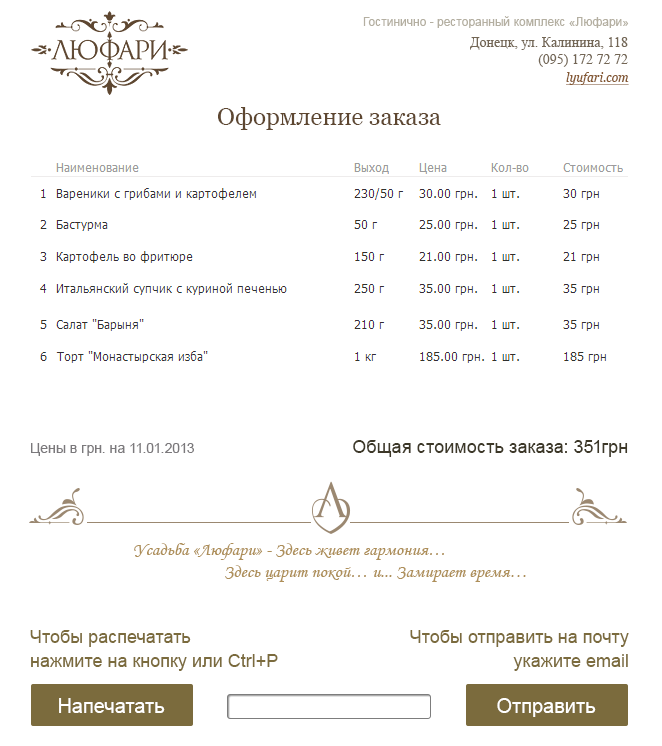 ЛЮФАРИ
Гостинично - ресторанный комплекс «Люфари»
Донецк, ул. Калинина, 118
(095) 172 72 72
lyufari.com
Оформление заказа
Наименование Выход Цена Кол-во Стоимость
1 Вареники с грибами и картофелем 230/50 г 30.00 грн. 1 шт. 30 грн
2 Бастурма 50 г 25.00 грн. 1 шт. 25 грн
3 Картофель во фритюре 150 г 21.00 грн. 1 шт. 21 грн
4 Итальянский супчик с куриной печенью 250 г 35.00 грн. 1 шт. 35 грн
5 Салат "Барыня" 210 г 35.00 грн. 1 шт. 35 грн
6 Торт "Монастырская изба" 1 кг 185.00 грн. 1 шт. 185 грн
Цены в грн. на 11.01.2013 Общая стоимость заказа: 351грн
Усадьба «Люфари» - Здесь живет гармония…
Здесь царит покой… и... Замирает время…
Чтобы распечатать
нажмите на кнопку или Ctrl+P
Чтобы отправить на почту
укажите email
Напечатать Отправить